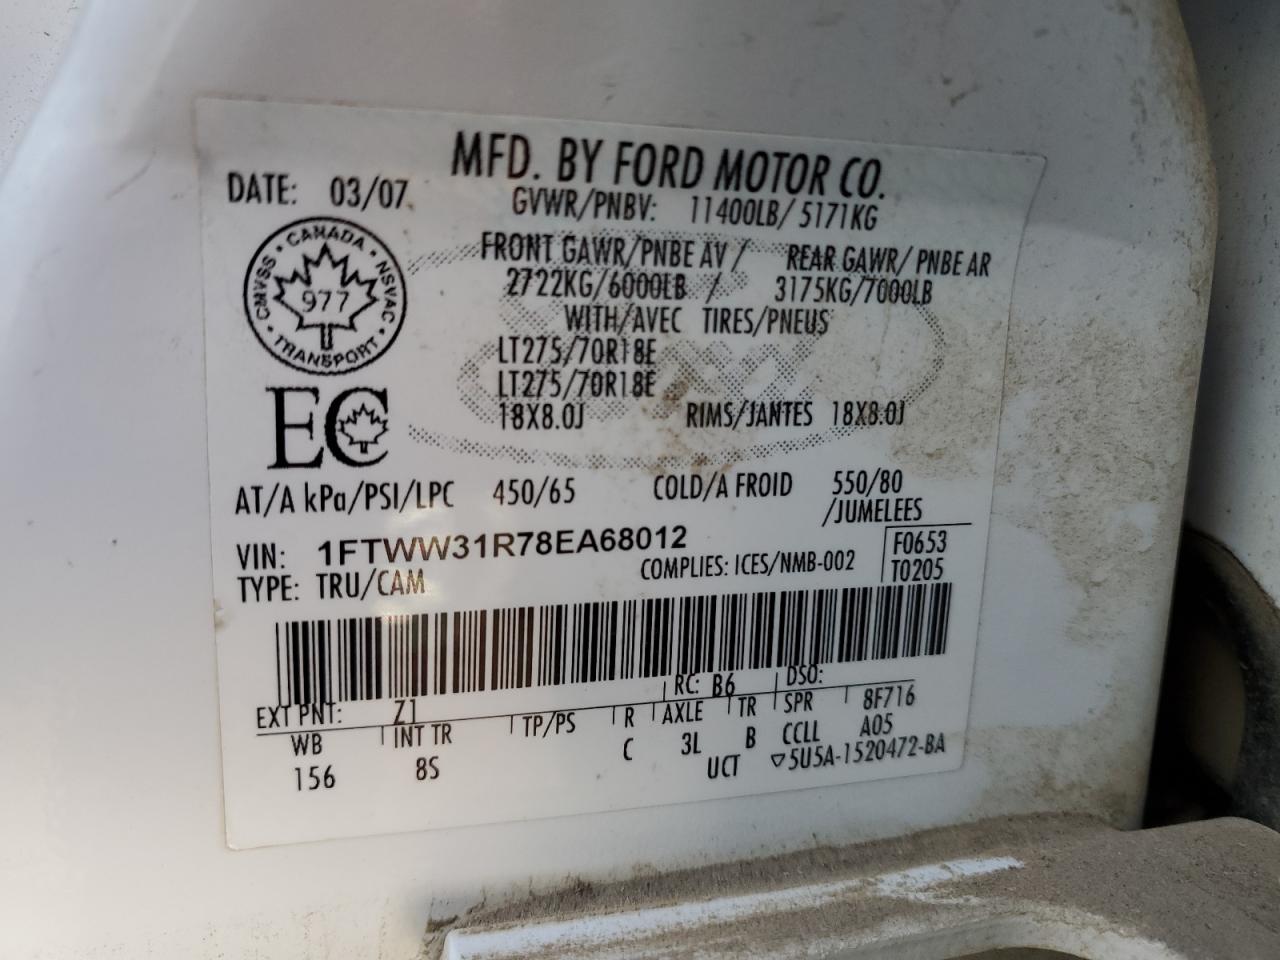 MFD. BY FORD MOTOR CO.
DATE: 03/07
GVWR/PNBV: 11400LB/ 5171KG
FRONT GAWR/PNBE AV / REAR GAWR/ PNBE AR
2722KG/6000LB / 3175KG/7000LB
WITH/AVEC TIRES/PNEUS
LT275/70R18E
LT275/70R18E
18X8.0J RIMS/JANTES 18X8.0J
CANADA
CMVSS NSVAC
977
TRANSPORT
EC
AT/A kPa/PSI/LPC 450/65 COLD/A FROID 550/80
/JUMELEES
VIN: 1FTWW31R78EA68012
F0653
TYPE: TRU/CAM COMPLIES: ICES/NMB-002
T0205
EXT PNT: Z1 RC: B6 DSO:
WB INT TR TP/PS R AXLE TR SPR 8F716
156 8S C 3L B CCLL A05
UCT ▽5U5A-1520472-BA